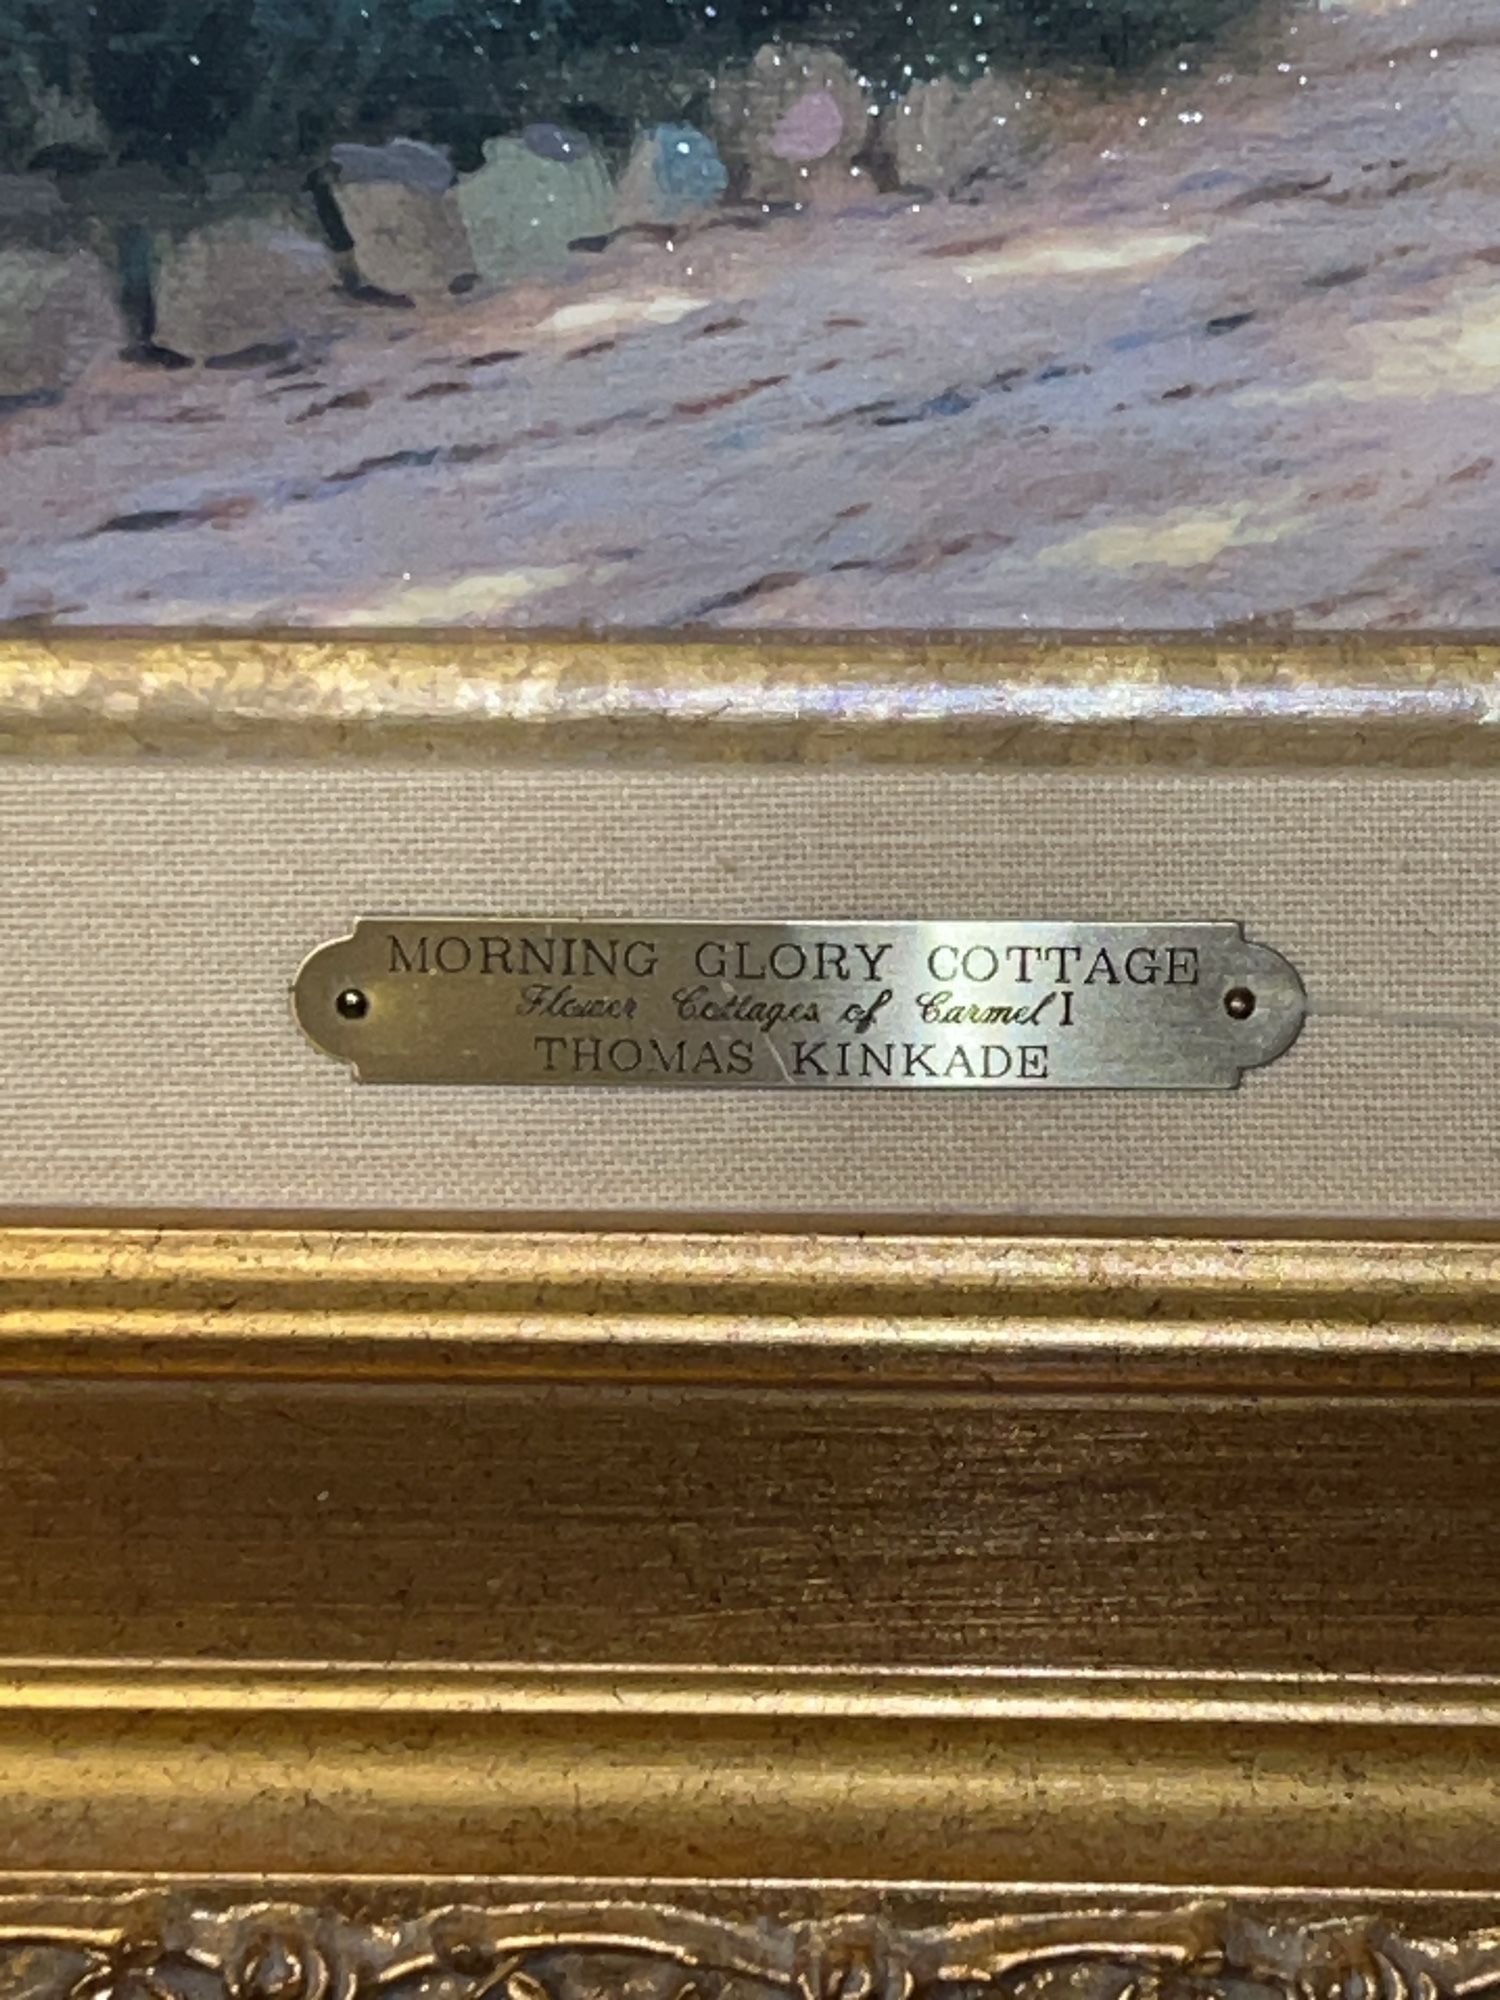 MORNING GLORY COTTAGE
Flower Cottages of Carmel I
THOMAS KINKADE